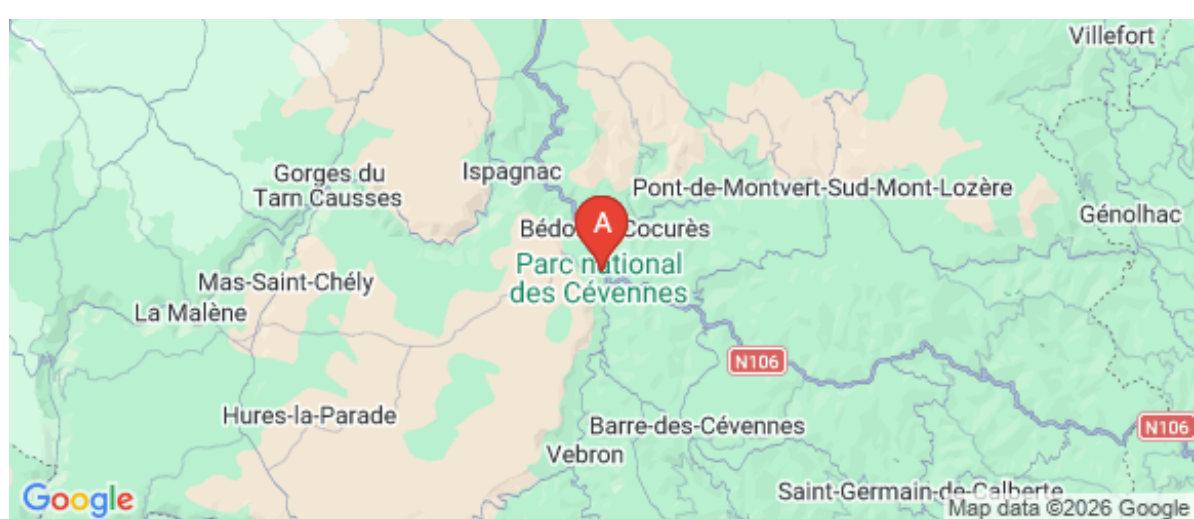 Villefort
Gorges du
Tarn Causses
Ispagnac
Pont-de-Montvert-Sud-Mont-Lozère
Génolhac
A
Cocurès
Parc national
des Cévennes
Mas-Saint-Chély
La Malène
N106
Hures-la-Parade
Barre-des-Cévennes
N106
Vebron
Saint-Germain-de-Calberte
Google
Map data ©2026 Google